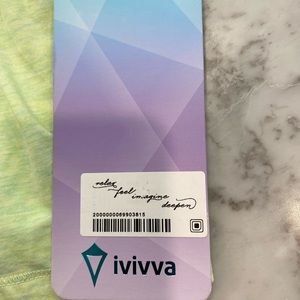 relax
feel
imagine
deepen
2000000069903815
ivivva